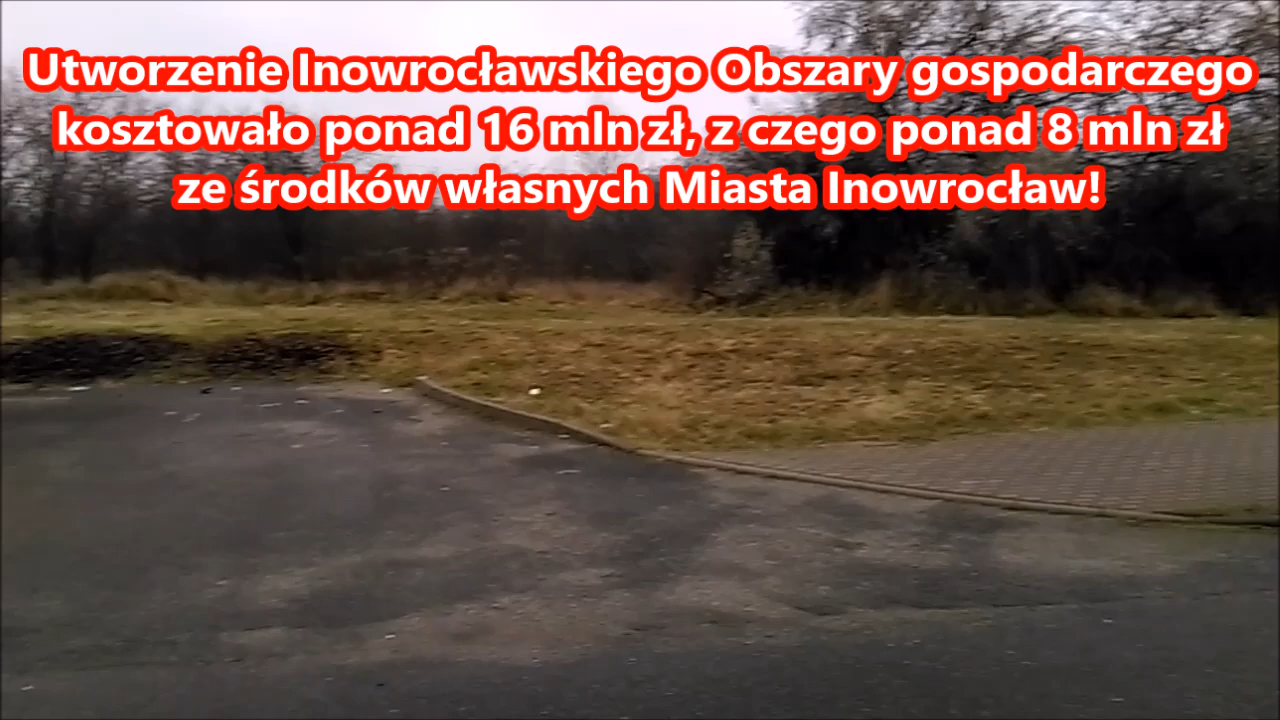 Utworzenie Inowrocławskiego Obszary gospodarczego
kosztowało ponad 16 mln zł, z czego ponad 8 mln zł
ze środków własnych Miasta Inowrocław!